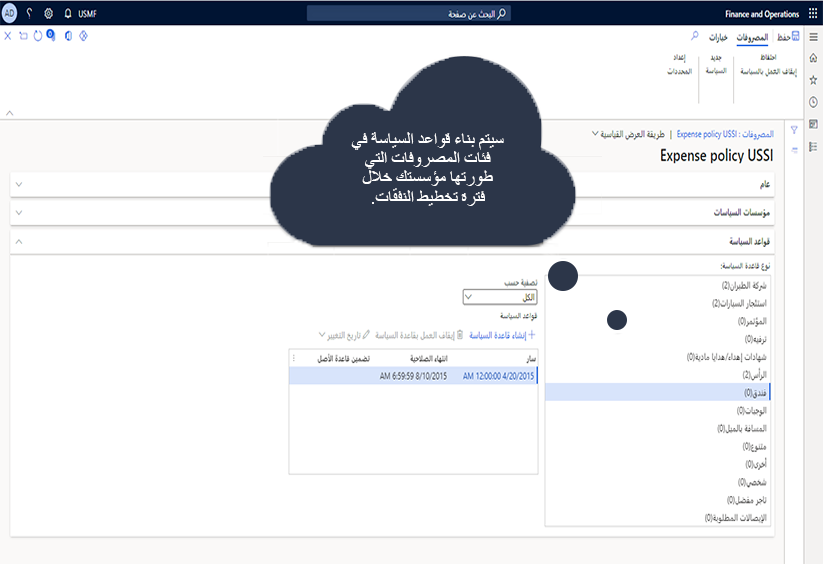 Finance and Operations
البحث عن صفحة
USMF
AD
حفظ
المصروفات
خيارات
احتفاظ
إيقاف العمل بالسياسة
جديد
السياسة
إعداد
المحددات
0
سيتم بناء قواعد السياسة في
فئات المصروفات التي
طورتها مؤسستك خلال
فترة تخطيط النفقات.
المصروفات : Expense policy USSI | طريقة العرض القياسية
Expense policy USSI
عام
مؤسسات السياسات
قواعد السياسة
نوع قاعدة السياسة:
شركة الطيران(2)
استئجار السيارات(2)
المؤتمر(0)
ترفيه(0)
شهادات إهداء/هدايا مادية(0)
الرأس(2)
فندق(0)
الوجبات(0)
المسافة بالميل(0)
متنوع(0)
أخرى(0)
شخصي(0)
تاجر مفضل(0)
الإيصالات المطلوبة(0)
تصفية حسب
الكل
قواعد السياسة
إنشاء قاعدة السياسة
إيقاف العمل بقاعدة السياسة
تاريخ التغيير
سار
انتهاء الصلاحية
تضمين قاعدة الأصل
4/20/2015 12:00:00 AM
8/10/2015 6:59:59 AM